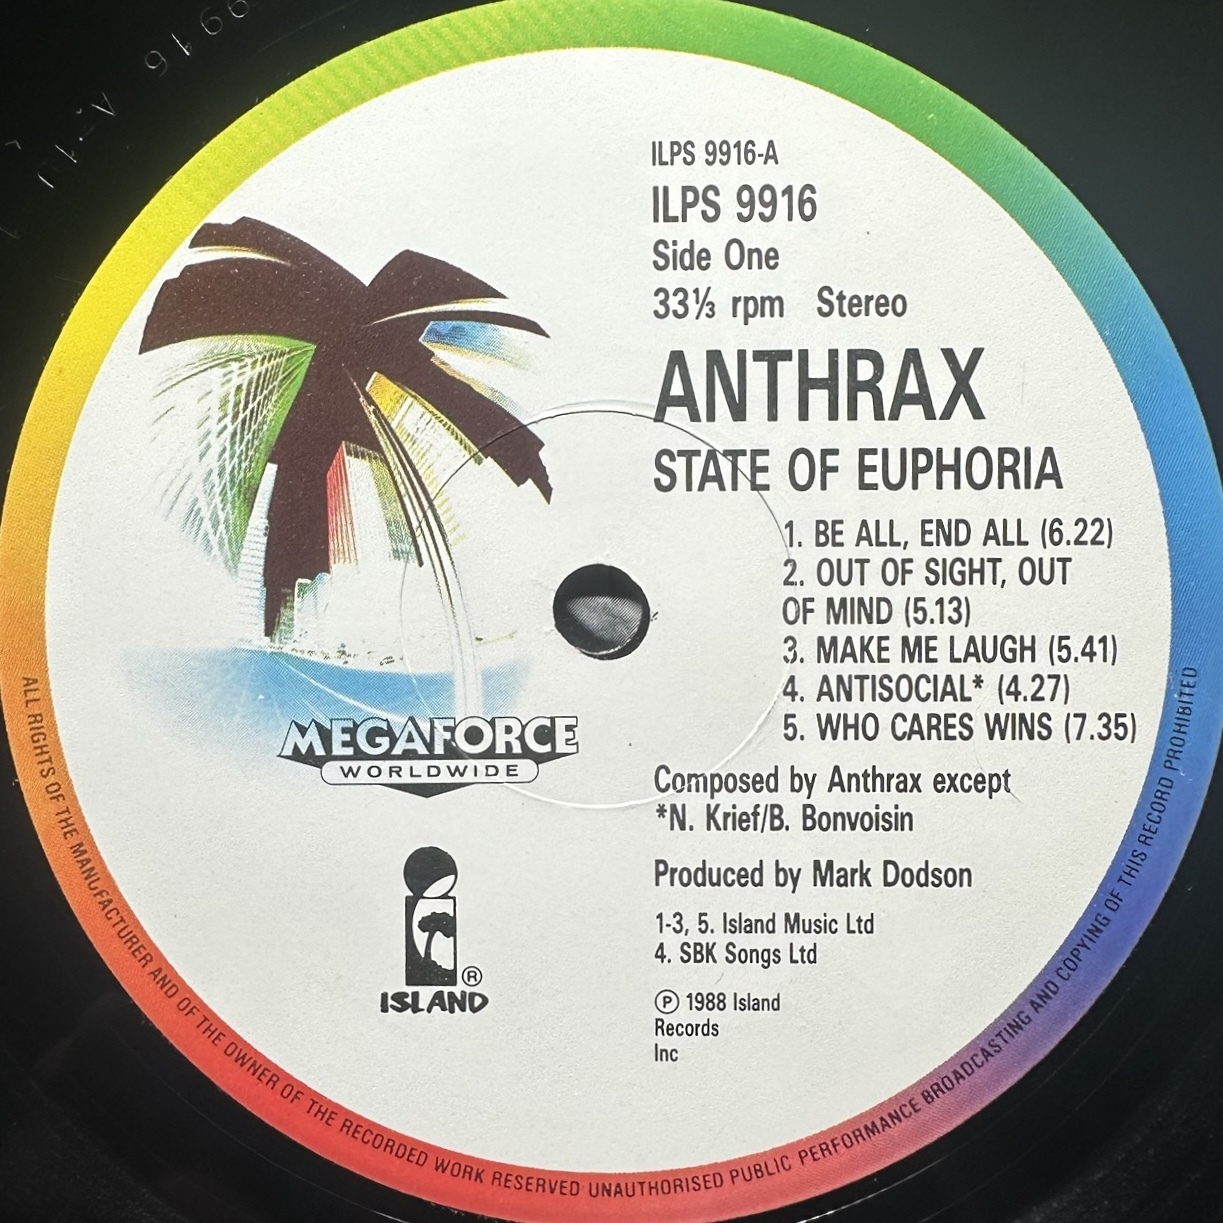 ILPS 9916-A
ILPS 9916
Side One
33⅓ rpm Stereo
ANTHRAX
STATE OF EUPHORIA
1. BE ALL, END ALL (6.22)
2. OUT OF SIGHT, OUT
OF MIND (5.13)
3. MAKE ME LAUGH (5.41)
4. ANTISOCIAL* (4.27)
5. WHO CARES WINS (7.35)
Composed by Anthrax except
*N. Krief/B. Bonvoisin
Produced by Mark Dodson
1-3, 5. Island Music Ltd
4. SBK Songs Ltd
Ⓟ 1988 Island
Records
Inc
MEGAFORCE
WORLDWIDE
®
ISLAND
ALL RIGHTS OF THE MANUFACTURER AND OF THE OWNER OF THE RECORDED WORK RESERVED UNAUTHORISED PUBLIC PERFORMANCE BROADCASTING AND COPYING OF THIS RECORD PROHIBITED